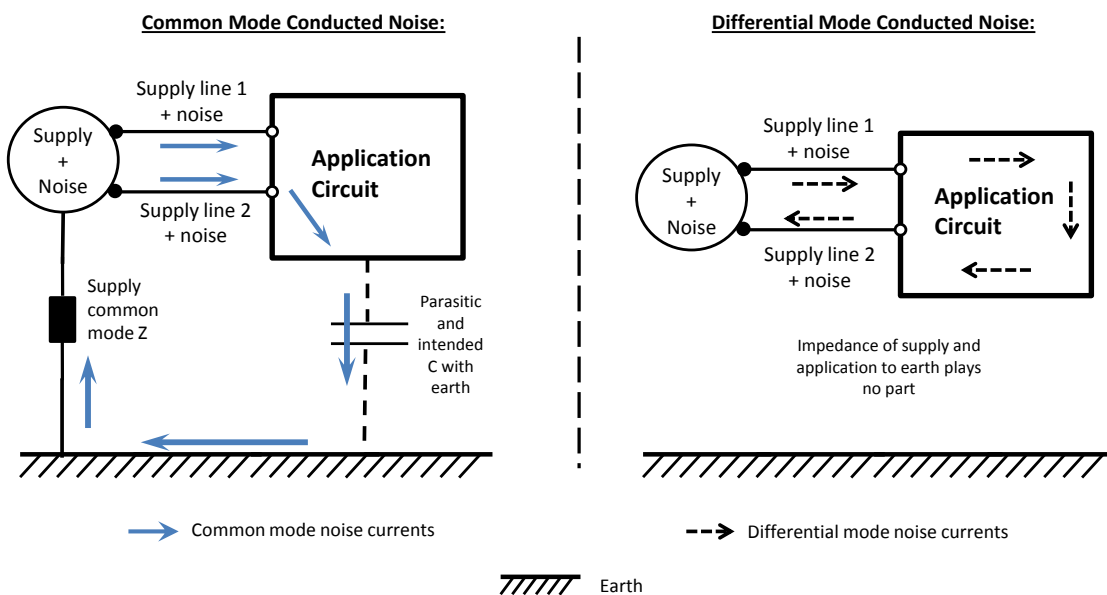 Common Mode Conducted Noise:
Supply line 1
+ noise
Supply
+
Noise
Application
Circuit
Supply line 2
+ noise
Supply
common
mode Z
Parasitic
and
intended
C with
earth
Common mode noise currents
Differential Mode Conducted Noise:
Supply line 1
+ noise
Supply
+
Noise
Application
Circuit
Supply line 2
+ noise
Impedance of supply and
application to earth plays
no part
Differential mode noise currents
Earth